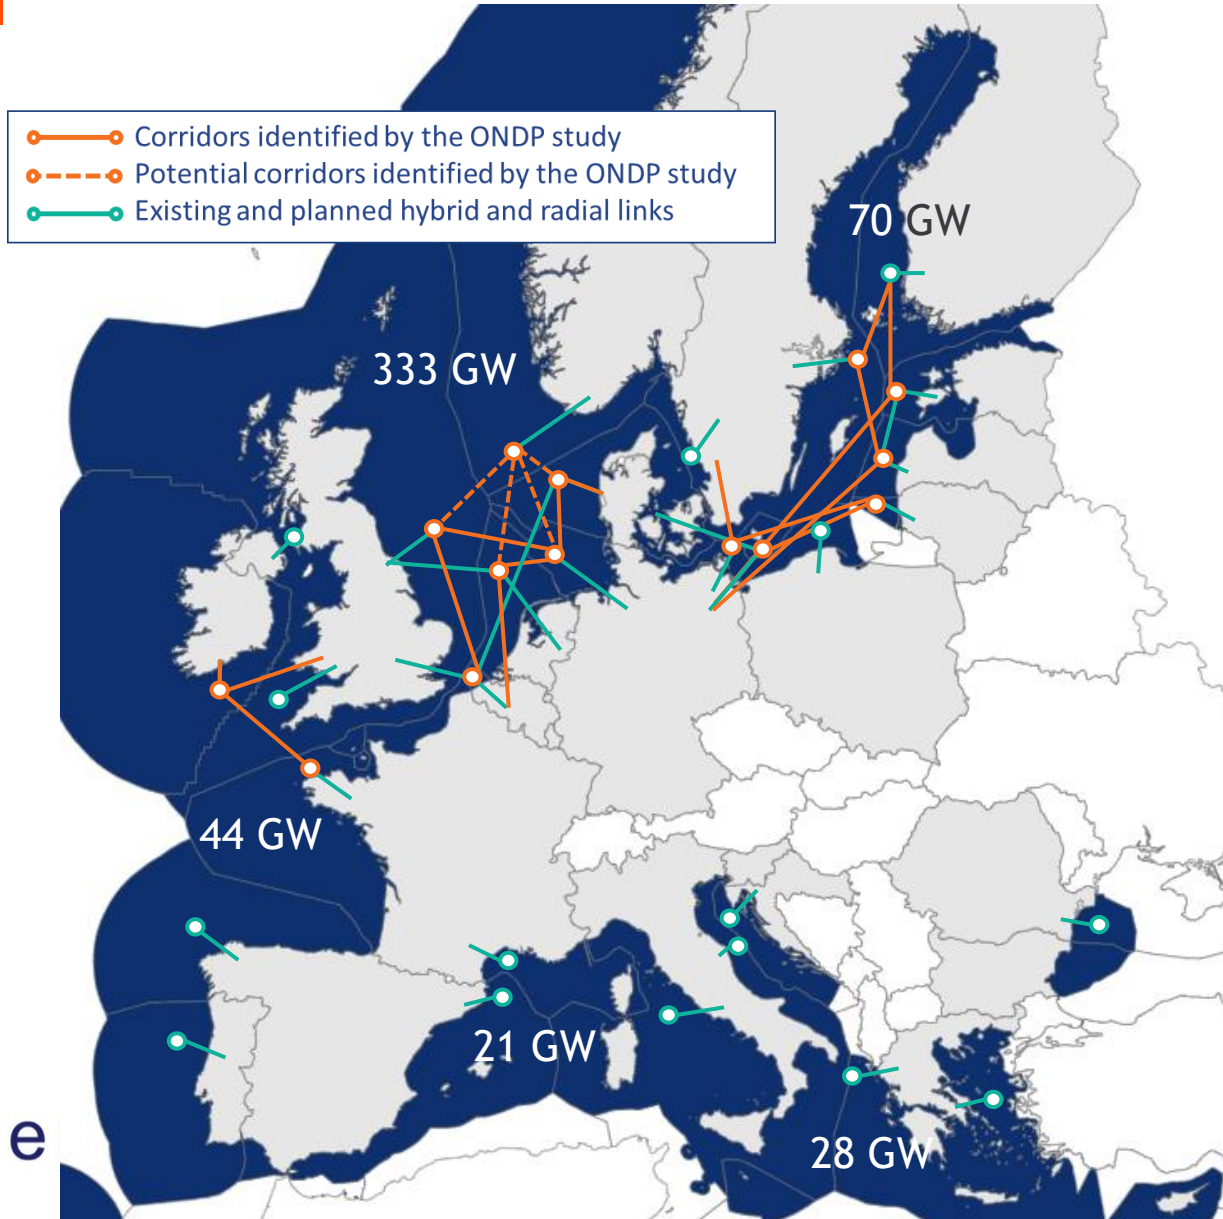 Corridors identified by the ONDP study
Potential corridors identified by the ONDP study
Existing and planned hybrid and radial links
70 GW
333 GW
44 GW
21 GW
28 GW
e